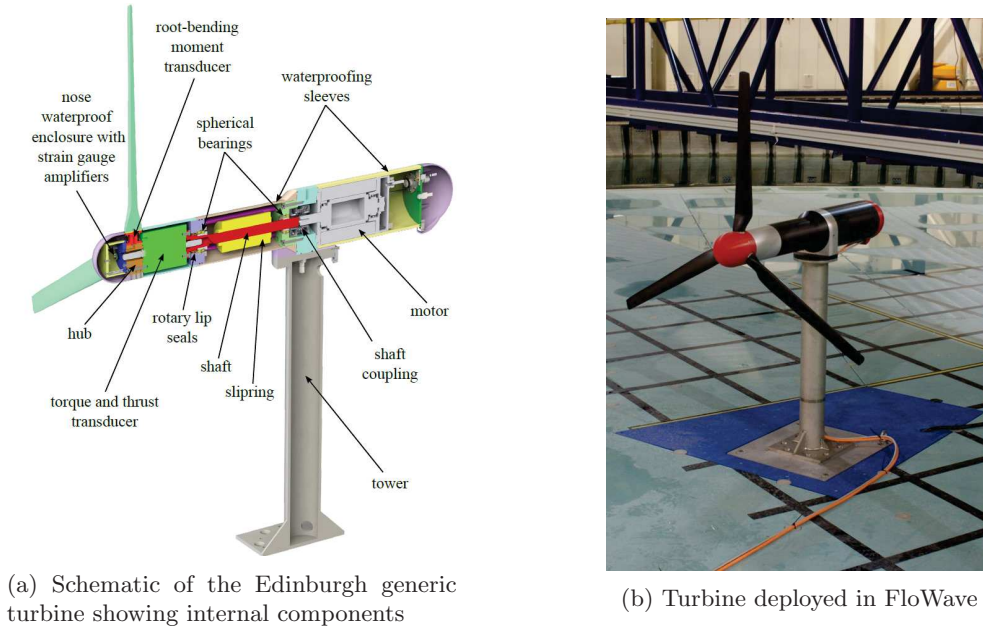 root-bending
moment
transducer
nose
waterproof
enclosure with
strain gauge
amplifiers
spherical
bearings
waterproofing
sleeves
hub
rotary lip
seals
shaft
slipring
torque and thrust
transducer
motor
shaft
coupling
tower
(a) Schematic of the Edinburgh generic
turbine showing internal components
(b) Turbine deployed in FloWave